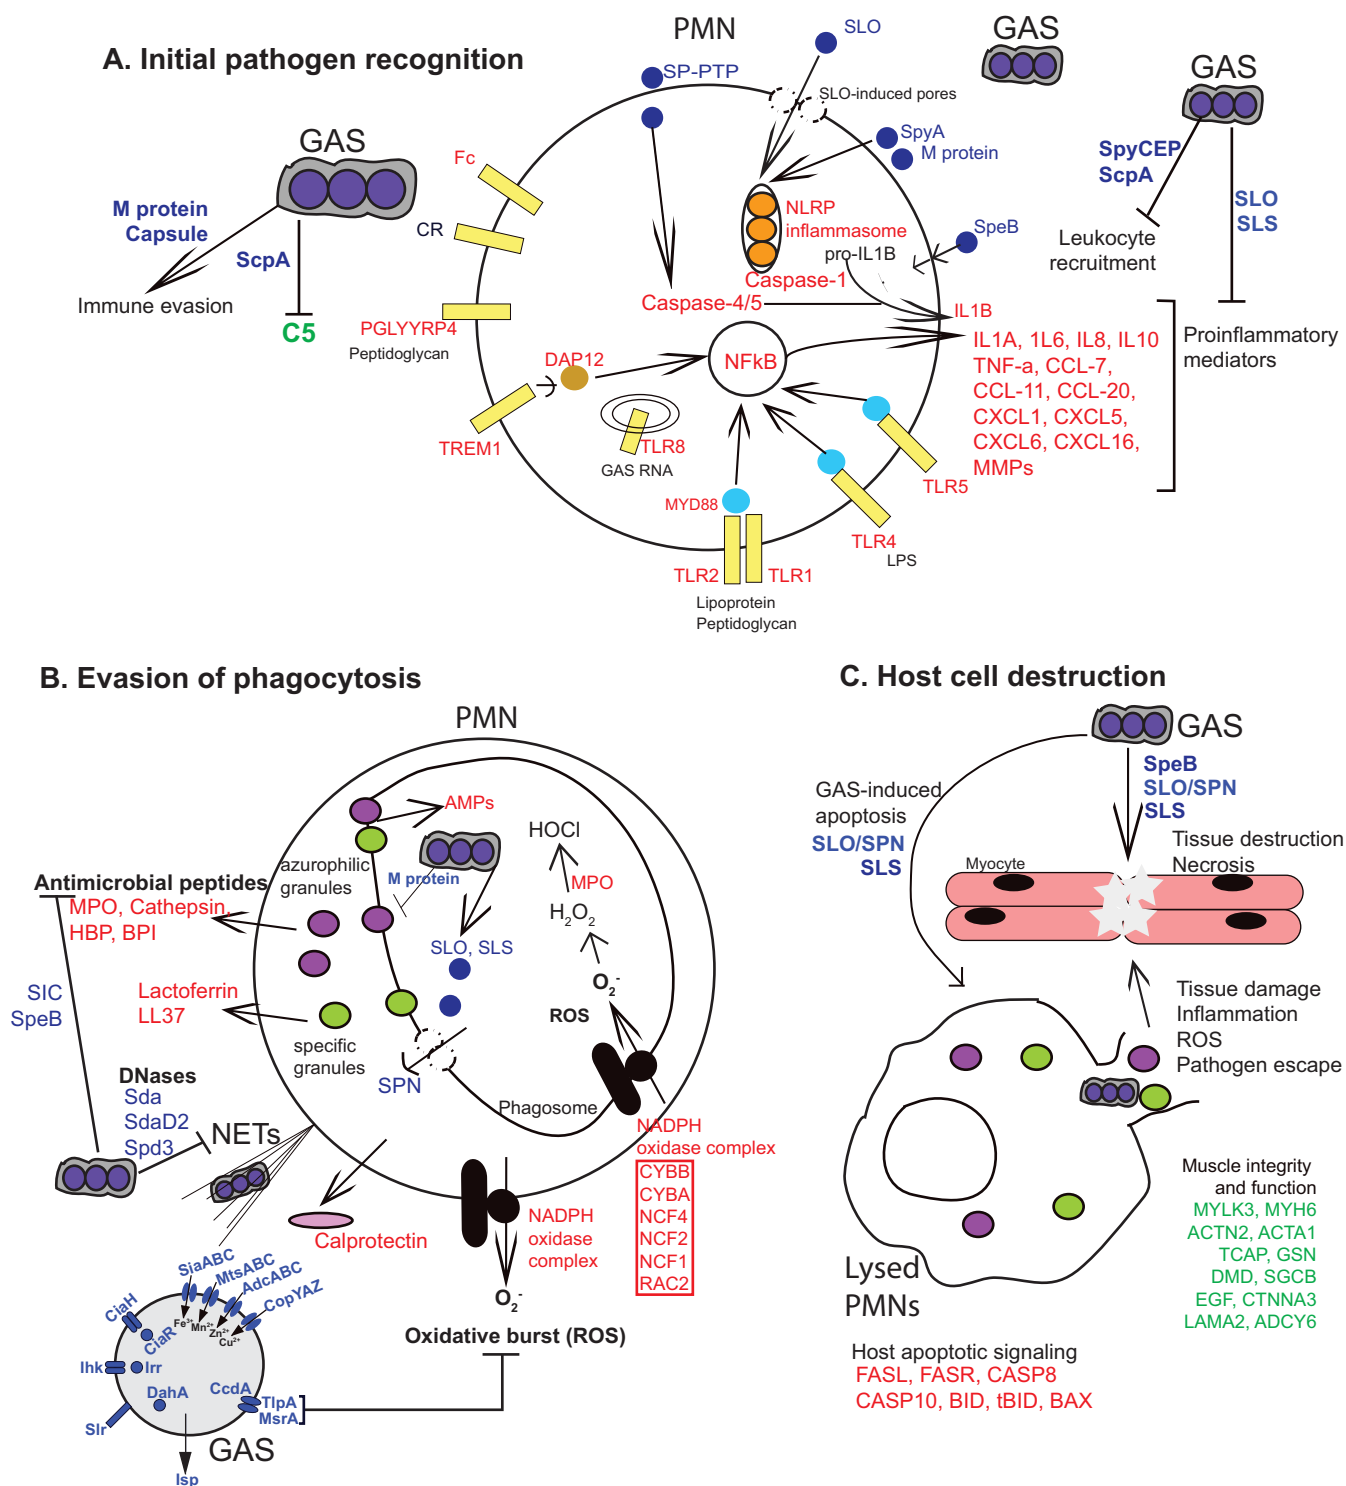 A. Initial pathogen recognition
PMN
SLO
GAS
GAS
SP-PTP
SLO-induced pores
GAS
Fc
CR
SpyA
M protein
SpyCEP
ScpA
SLO
SLS
M protein
Capsule
ScpA
NLRP
inflammasome
pro-IL1B
SpeB
Leukocyte
recruitment
Immune evasion
C5
Caspase-1
Caspase-4/5
IL1B
PGLYYRP4
Peptidoglycan
DAP12
NFkB
IL1A, 1L6, IL8, IL10
TNF-a, CCL-7,
CCL-11, CCL-20,
CXCL1, CXCL5,
CXCL6, CXCL16,
MMPs
Proinflammatory
mediators
TREM1
TLR8
GAS RNA
MYD88
TLR5
TLR4
LPS
TLR2
TLR1
Lipoprotein
Peptidoglycan
B. Evasion of phagocytosis
PMN
AMPs
HOCl
azurophilic
granules
M protein
MPO
H2O2
Antimicrobial peptides
MPO, Cathepsin,
HBP, BPI
SLO, SLS
O2-
ROS
Lactoferrin
LL37
SIC
SpeB
specific
granules
SPN
Phagosome
DNases
Sda
SdaD2
Spd3
NETs
NADPH
oxidase complex
CYBB
CYBA
NCF4
NCF2
NCF1
RAC2
Calprotectin
NADPH
oxidase
complex
O2-
Oxidative burst (ROS)
SiaABC
MtsABC
AdcABC
CopYAZ
CiaH
CiaR
Fe3+
Mn2+
Zn2+
Cu2+
Ihk
Irr
DahA
CcdA
TlpA
MsrA
Slr
GAS
Isp
C. Host cell destruction
GAS
SpeB
SLO/SPN
SLS
GAS-induced
apoptosis
SLO/SPN
SLS
Tissue destruction
Necrosis
Myocyte
Tissue damage
Inflammation
ROS
Pathogen escape
Muscle integrity
and function
MYLK3, MYH6
ACTN2, ACTA1
TCAP, GSN
DMD, SGCB
EGF, CTNNA3
LAMA2, ADCY6
Lysed
PMNs
Host apoptotic signaling
FASL, FASR, CASP8
CASP10, BID, tBID, BAX